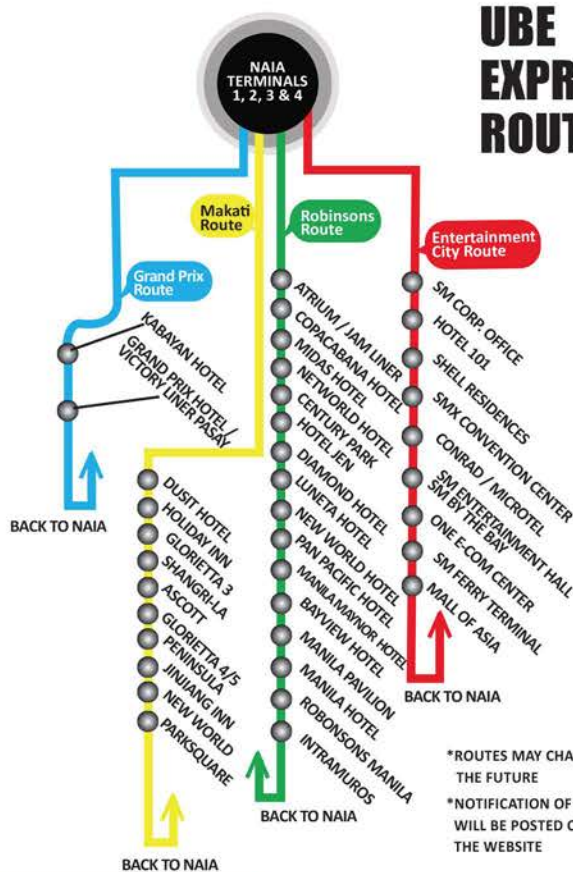 UBE
EXPR
ROUT
NAIA
TERMINALS
1, 2, 3 & 4
Makati
Route
Robinsons
Route
Entertainment
City Route
Grand Prix
Route
KABAYAN HOTEL
GRAND PRIX HOTEL/
VICTORY LINER PASAY
BACK TO NAIA
DUSIT HOTEL
HOLIDAY INN
GLORIETTA 3
SHANGRI-LA
ASCOTT
GLORIETTA 4/5
PENINSULA
JINJIANG INN
NEW WORLD
PARKSQUARE
BACK TO NAIA
ATRIUM / JAM LINER
COPACABANA HOTEL
MIDAS HOTEL
NETWORLD HOTEL
CENTURY PARK
HOTEL JEN
DIAMOND HOTEL
LUNETA HOTEL
NEW WORLD HOTEL
PAN PACIFIC HOTEL
MANILA MAYNOR HOTEL
BAYVIEW HOTEL
MANILA PAVILION
MANILA HOTEL
ROBONSONS MANILA
INTRAMUROS
BACK TO NAIA
SM CORP. OFFICE
HOTEL 101
SHELL RESIDENCES
SMX CONVENTION CENTER
CONRAD / MICROTEL
SM ENTERTAINMENT HALL
SM BY THE BAY
ONE E-COM CENTER
SM FERRY TERMINAL
MALL OF ASIA
BACK TO NAIA
*ROUTES MAY CHA
THE FUTURE
*NOTIFICATION OF
WILL BE POSTED O
THE WEBSITE